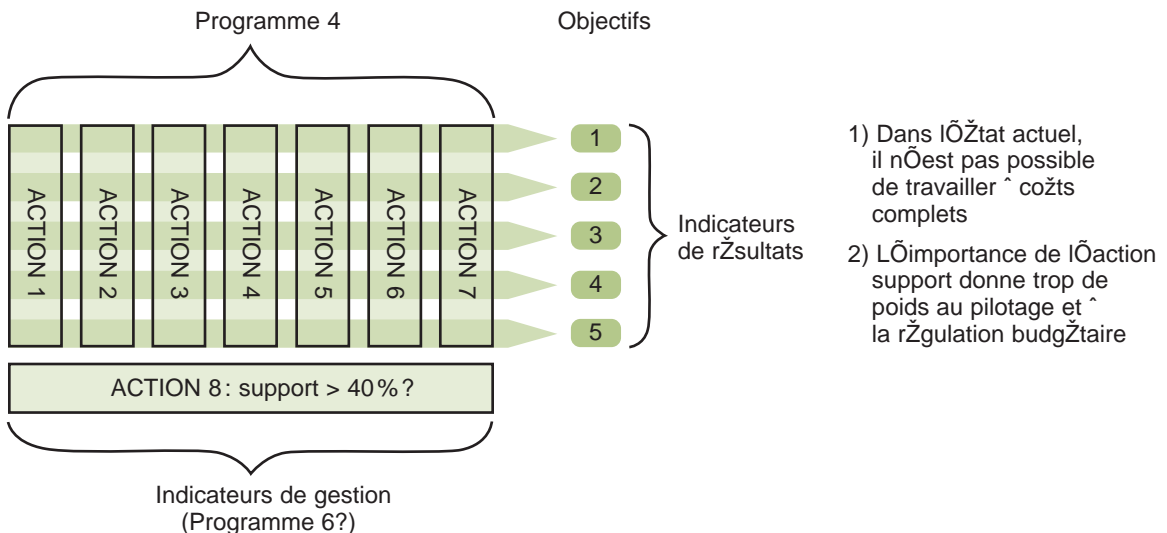 Programme 4
Objectifs
ACTION 1
ACTION 2
ACTION 3
ACTION 4
ACTION 5
ACTION 6
ACTION 7
1
2
3
4
5
Indicateurs
de rŽsultats
1) Dans lÕŽtat actuel,
il nÕest pas possible
de travailler ˆ cožts
complets
2) LÕimportance de lÕaction
support donne trop de
poids au pilotage et ˆ
la rŽgulation budgŽtaire
ACTION 8 : support > 40 % ?
Indicateurs de gestion
(Programme 6?)